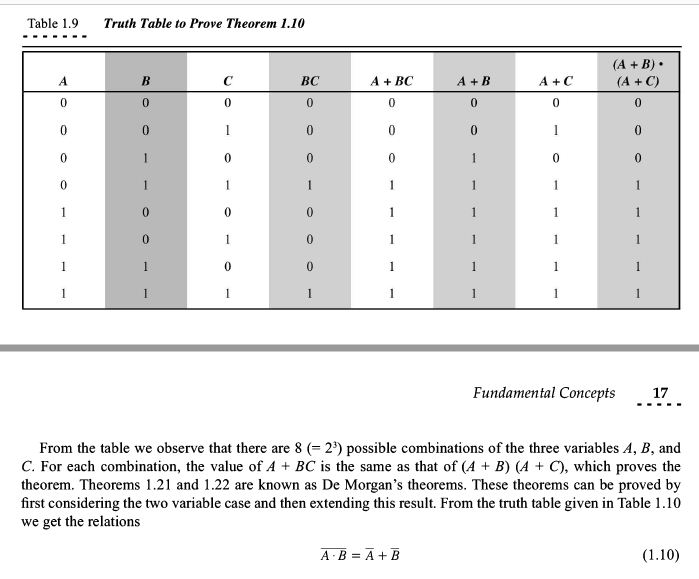 Table 1.9 Truth Table to Prove Theorem 1.10
(A + B) •
A B C BC A + BC A + B A + C (A + C)
0 0 0 0 0 0 0 0
0 0 1 0 0 0 1 0
0 1 0 0 0 1 0 0
0 1 1 1 1 1 1 1
1 0 0 0 1 1 1 1
1 0 1 0 1 1 1 1
1 1 0 0 1 1 1 1
1 1 1 1 1 1 1 1
Fundamental Concepts 17
From the table we observe that there are 8 (= 2³) possible combinations of the three variables A, B, and
C. For each combination, the value of A + BC is the same as that of (A + B) (A + C), which proves the
theorem. Theorems 1.21 and 1.22 are known as De Morgan’s theorems. These theorems can be proved by
first considering the two variable case and then extending this result. From the truth table given in Table 1.10
we get the relations
A̅ ·̅ B̅ = A̅ + B̅ (1.10)